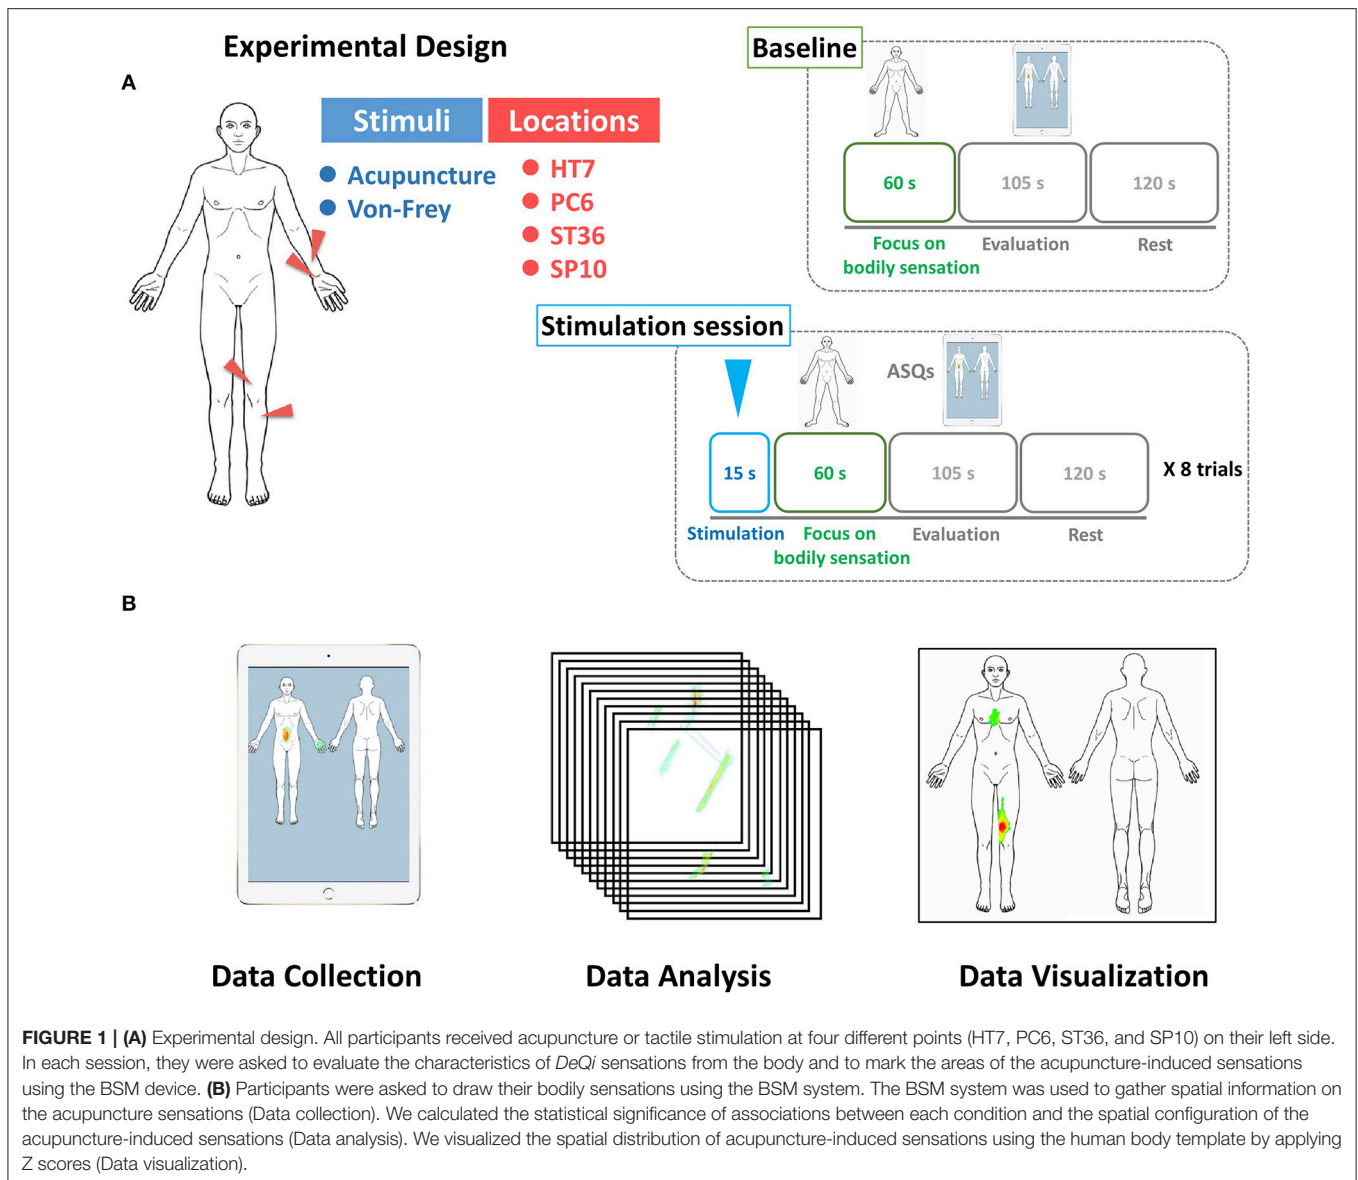 Experimental Design
A
Stimuli
Locations
Acupuncture
Von-Frey
HT7
PC6
ST36
SP10
Baseline
60 s
105 s
120 s
Focus on
bodily sensation
Evaluation
Rest
Stimulation session
ASQs
15 s
60 s
105 s
120 s
X 8 trials
Stimulation
Focus on
bodily sensation
Evaluation
Rest
B
Data Collection
Data Analysis
Data Visualization
FIGURE 1 | (A) Experimental design. All participants received acupuncture or tactile stimulation at four different points (HT7, PC6, ST36, and SP10) on their left side.
In each session, they were asked to evaluate the characteristics of DeQi sensations from the body and to mark the areas of the acupuncture-induced sensations
using the BSM device. (B) Participants were asked to draw their bodily sensations using the BSM system. The BSM system was used to gather spatial information on
the acupuncture sensations (Data collection). We calculated the statistical significance of associations between each condition and the spatial configuration of the
acupuncture-induced sensations (Data analysis). We visualized the spatial distribution of acupuncture-induced sensations using the human body template by applying
Z scores (Data visualization).